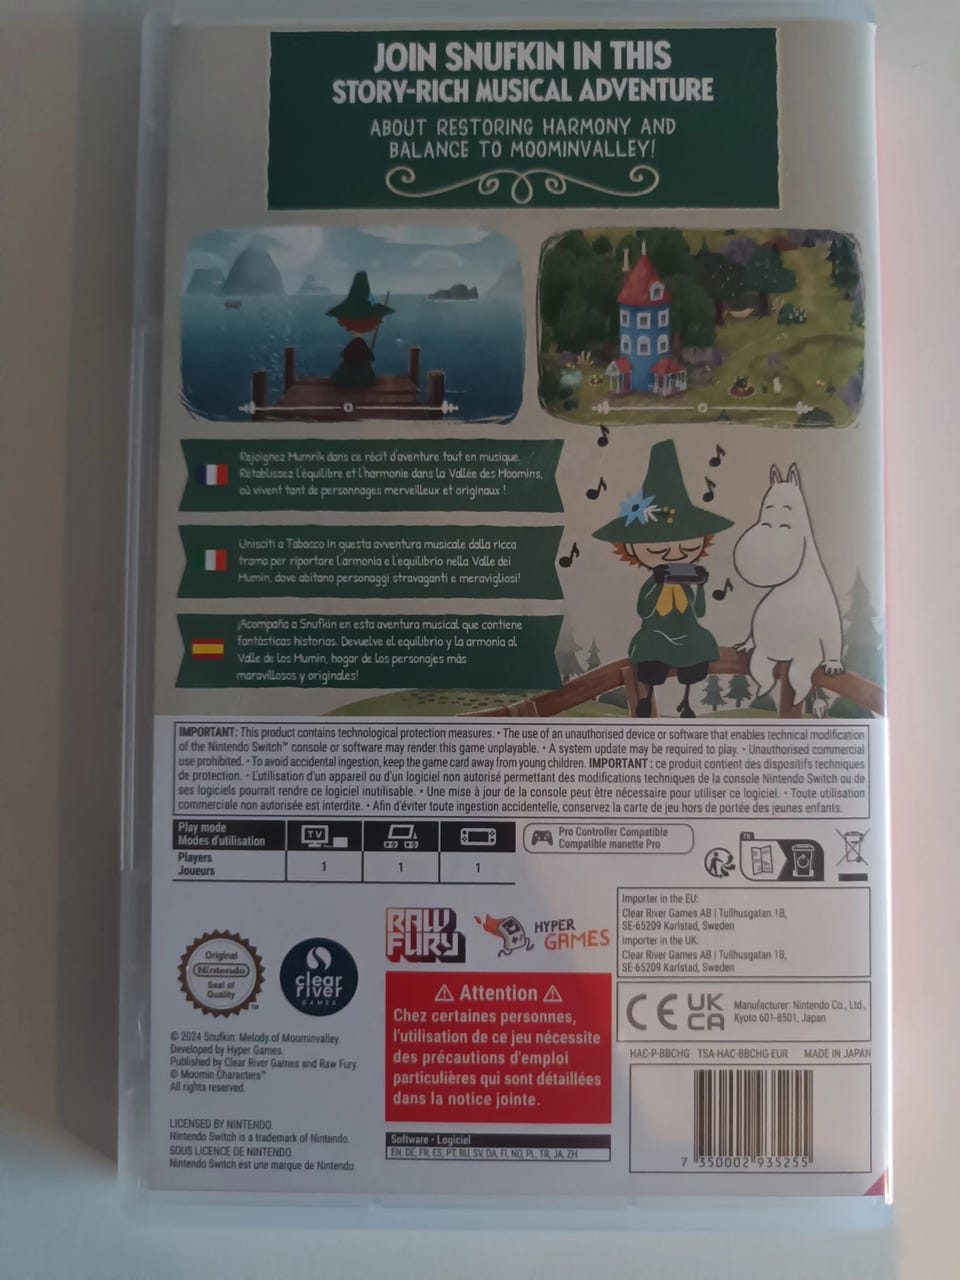 JOIN SNUFKIN IN THIS
STORY-RICH MUSICAL ADVENTURE
ABOUT RESTORING HARMONY AND
BALANCE TO MOOMINVALLEY!
Rejoignez Mumrik dans ce récit d'aventure tout en musique.
Rétablissez l'équilibre et l'harmonie dans la Vallée des Moomins,
où vivent tant de personnages merveilleux et originaux !
Unisciti a Tabacco in questa avventura musicale dalla ricca
trama per riportare l'armonia e l'equilibrio nella Valle dei
Mumin, dove abitano personaggi stravaganti e meravigliosi!
¡Acompaña a Snufkin en esta aventura musical que contiene
fantásticas historias. Devuelve el equilibrio y la armonía al
Valle de los Mumin, hogar de los personajes más
maravillosos y originales!
IMPORTANT: This product contains technological protection measures. • The use of an unauthorised device or software that enables technical modification
of the Nintendo Switch™ console or software may render this game unplayable. • A system update may be required to play. • Unauthorised commercial
use prohibited. • To avoid accidental ingestion, keep the game card away from young children. IMPORTANT : ce produit contient des dispositifs techniques
de protection. • L'utilisation d'un appareil ou d'un logiciel non autorisé permettant des modifications techniques de la console Nintendo Switch ou de
ses logiciels pourrait rendre ce logiciel inutilisable. • Une mise à jour de la console peut être nécessaire pour utiliser ce logiciel. • Toute utilisation
commerciale non autorisée est interdite. • Afin d'éviter toute ingestion accidentelle, conservez la carte de jeu hors de portée des jeunes enfants.
Play mode
Modes d'utilisation
TV
Players
Joueurs
1
1
1
Pro Controller Compatible
Compatible manette Pro
FR
Importer in the EU:
Clear River Games AB | Tullhusgatan 1B,
SE-65209 Karlstad, Sweden
Importer in the UK:
Clear River Games AB | Tullhusgatan 1B,
SE-65209 Karlstad, Sweden
Original
Nintendo
Seal of
Quality
clear
river
GAMES
RAW
FURY
HYPER
GAMES
CE UK
CA
Manufacturer: Nintendo Co., Ltd.,
Kyoto 601-8501, Japan
Attention
Chez certaines personnes,
l'utilisation de ce jeu nécessite
des précautions d'emploi
particulières qui sont détaillées
dans la notice jointe.
© 2024 Snufkin: Melody of Moominvalley.
Developed by Hyper Games.
Published by Clear River Games and Raw Fury.
© Moomin Characters™
All rights reserved.
LICENSED BY NINTENDO.
Nintendo Switch is a trademark of Nintendo.
SOUS LICENCE DE NINTENDO.
Nintendo Switch est une marque de Nintendo.
Software • Logiciel
EN, DE, FR, ES, PT, RU, SV, DA, FI, NO, PL, TR, JA, ZH
HAC-P-BBCHG TSA-HAC-BBCHG-EUR MADE IN JAPAN
7 350002 935255